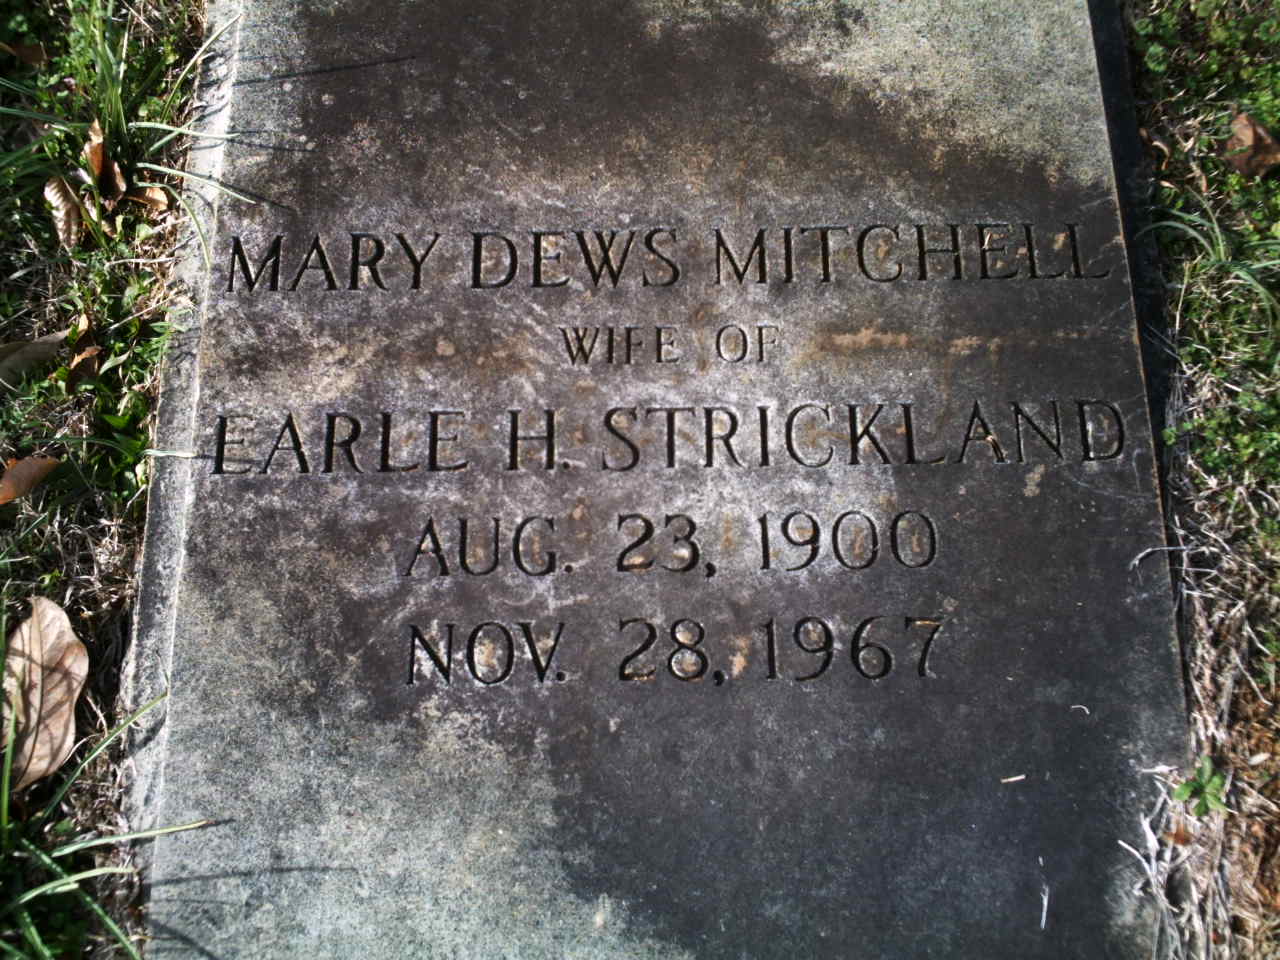 MARY DEWS MITCHELL
WIFE OF
EARLE H. STRICKLAND
AUG. 23, 1900
NOV. 28, 1967